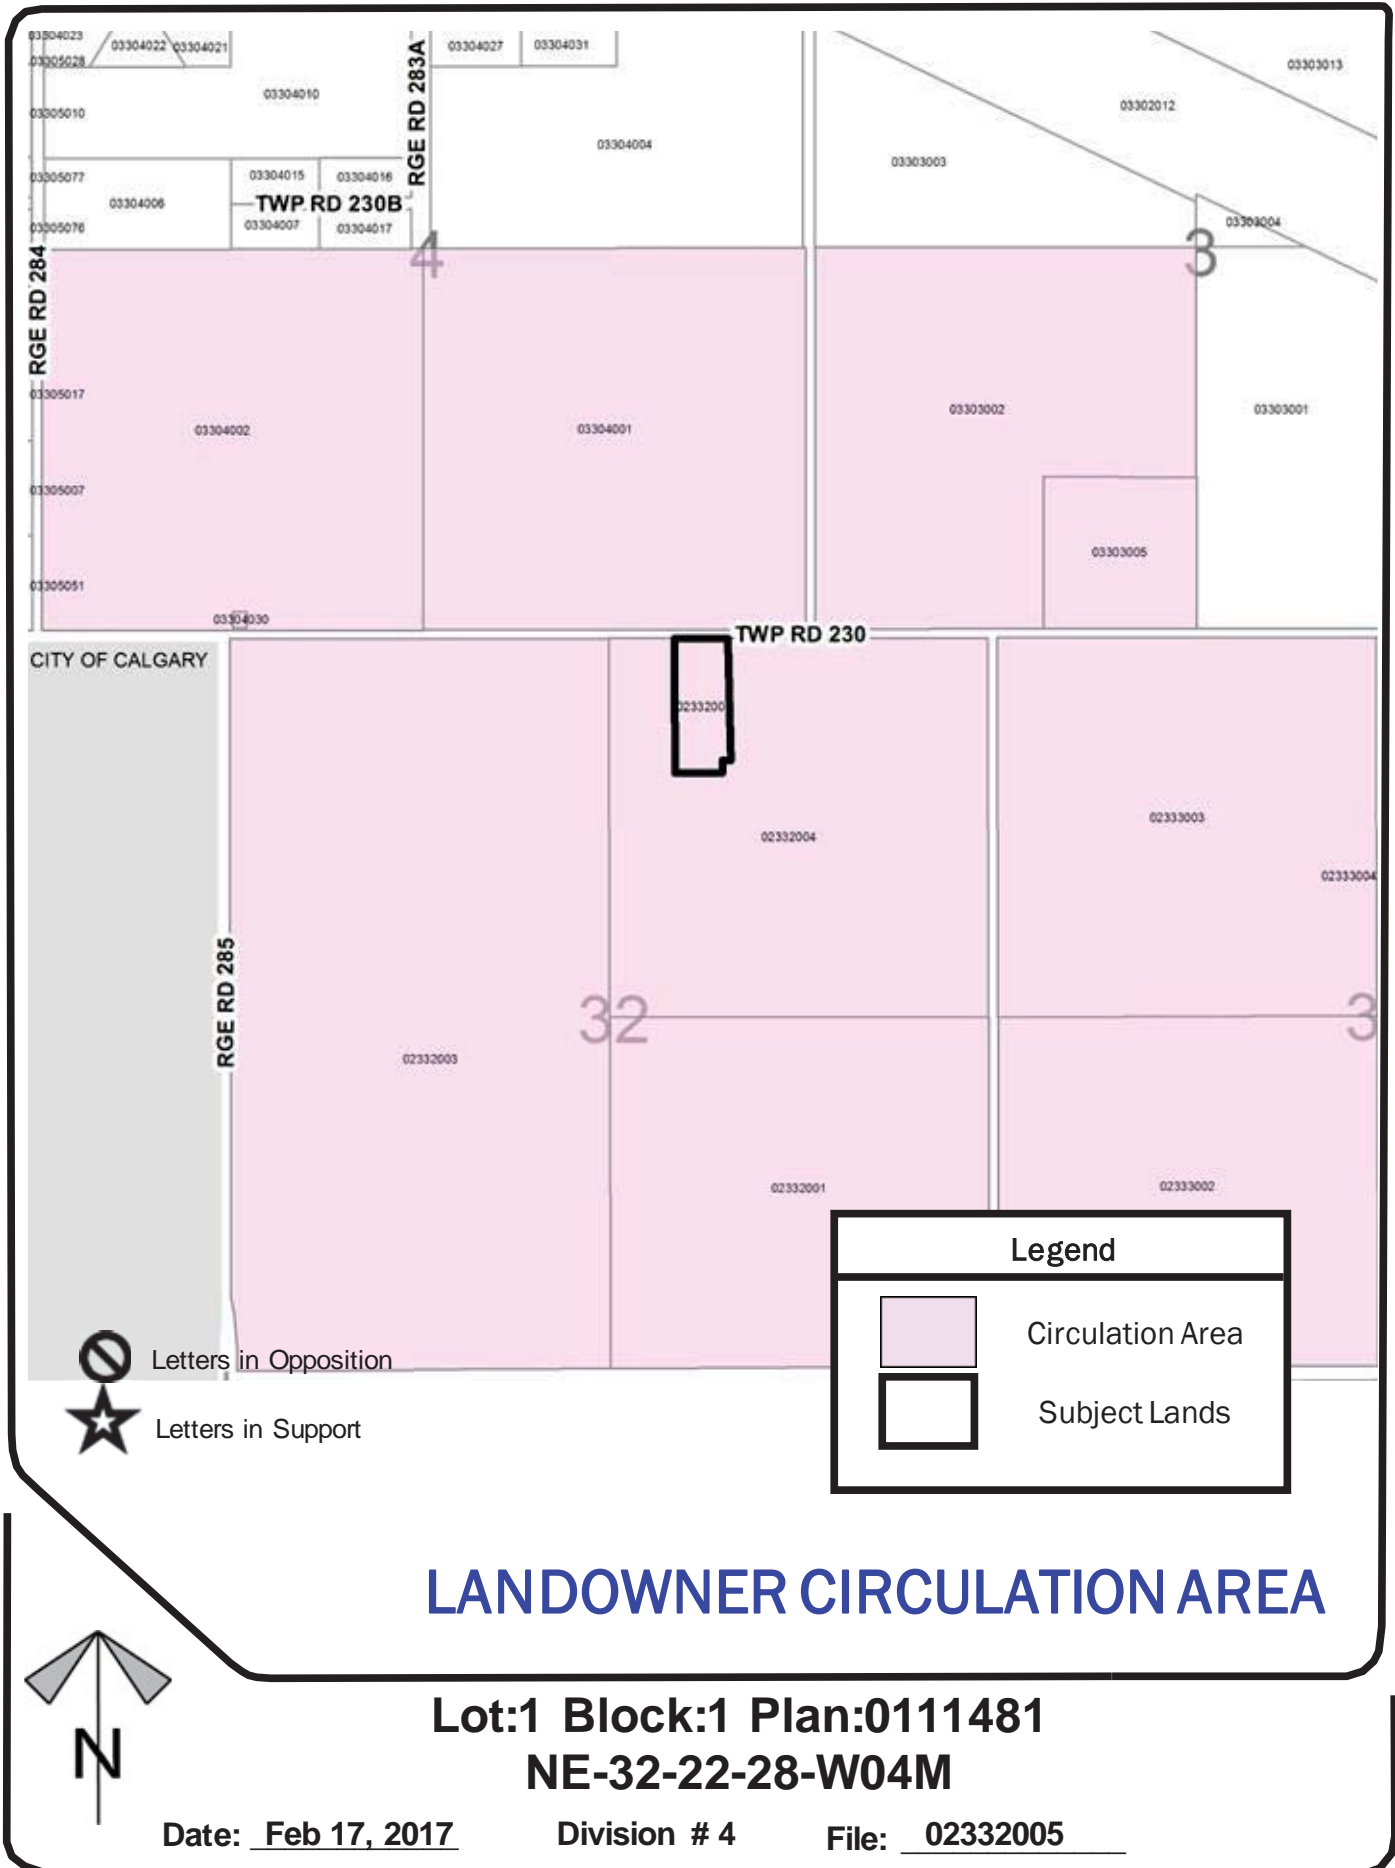 03304023
03304022
03304021
03304027
03304031
03305028
03303013
03304010
03302012
03305010
RGE RD 283A
03304004
03303003
03305077
03304015
03304016
03304006
TWP RD 230B
03305076
03304007
03304017
03303004
4
3
RGE RD 284
03305017
03304002
03304001
03303002
03303001
03305007
03303005
03305051
03304030
TWP RD 230
CITY OF CALGARY
0233200
02332004
02333003
02333004
RGE RD 285
32
3
02332003
02332001
02333002
Legend
Circulation Area
Subject Lands
Letters in Opposition
Letters in Support
LANDOWNER CIRCULATION AREA
N
Lot:1 Block:1 Plan:0111481
NE-32-22-28-W04M
Date: Feb 17, 2017 Division # 4 File: 02332005